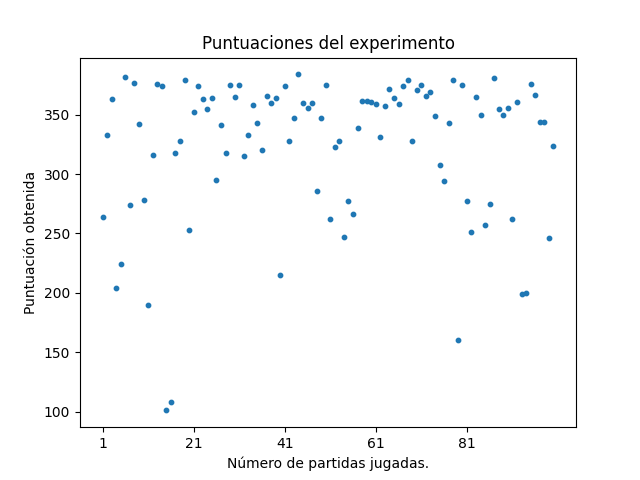 Puntuaciones del experimento
Puntuación obtenida
350
300
250
200
150
100
1 21 41 61 81
Número de partidas jugadas.